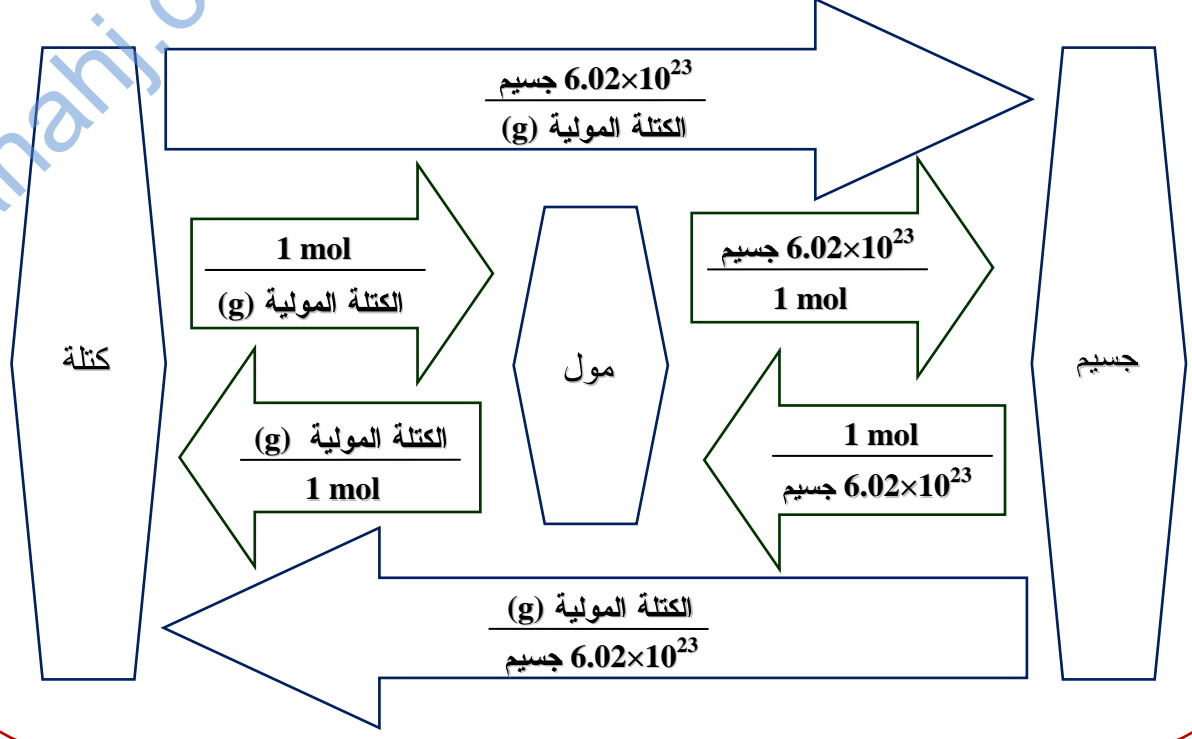 6.02×10²³ جسيم
الكتلة المولية (g)
1 mol
الكتلة المولية (g)
6.02×10²³ جسيم
1 mol
كتلة
مول
جسيم
الكتلة المولية (g)
1 mol
1 mol
6.02×10²³ جسيم
الكتلة المولية (g)
6.02×10²³ جسيم